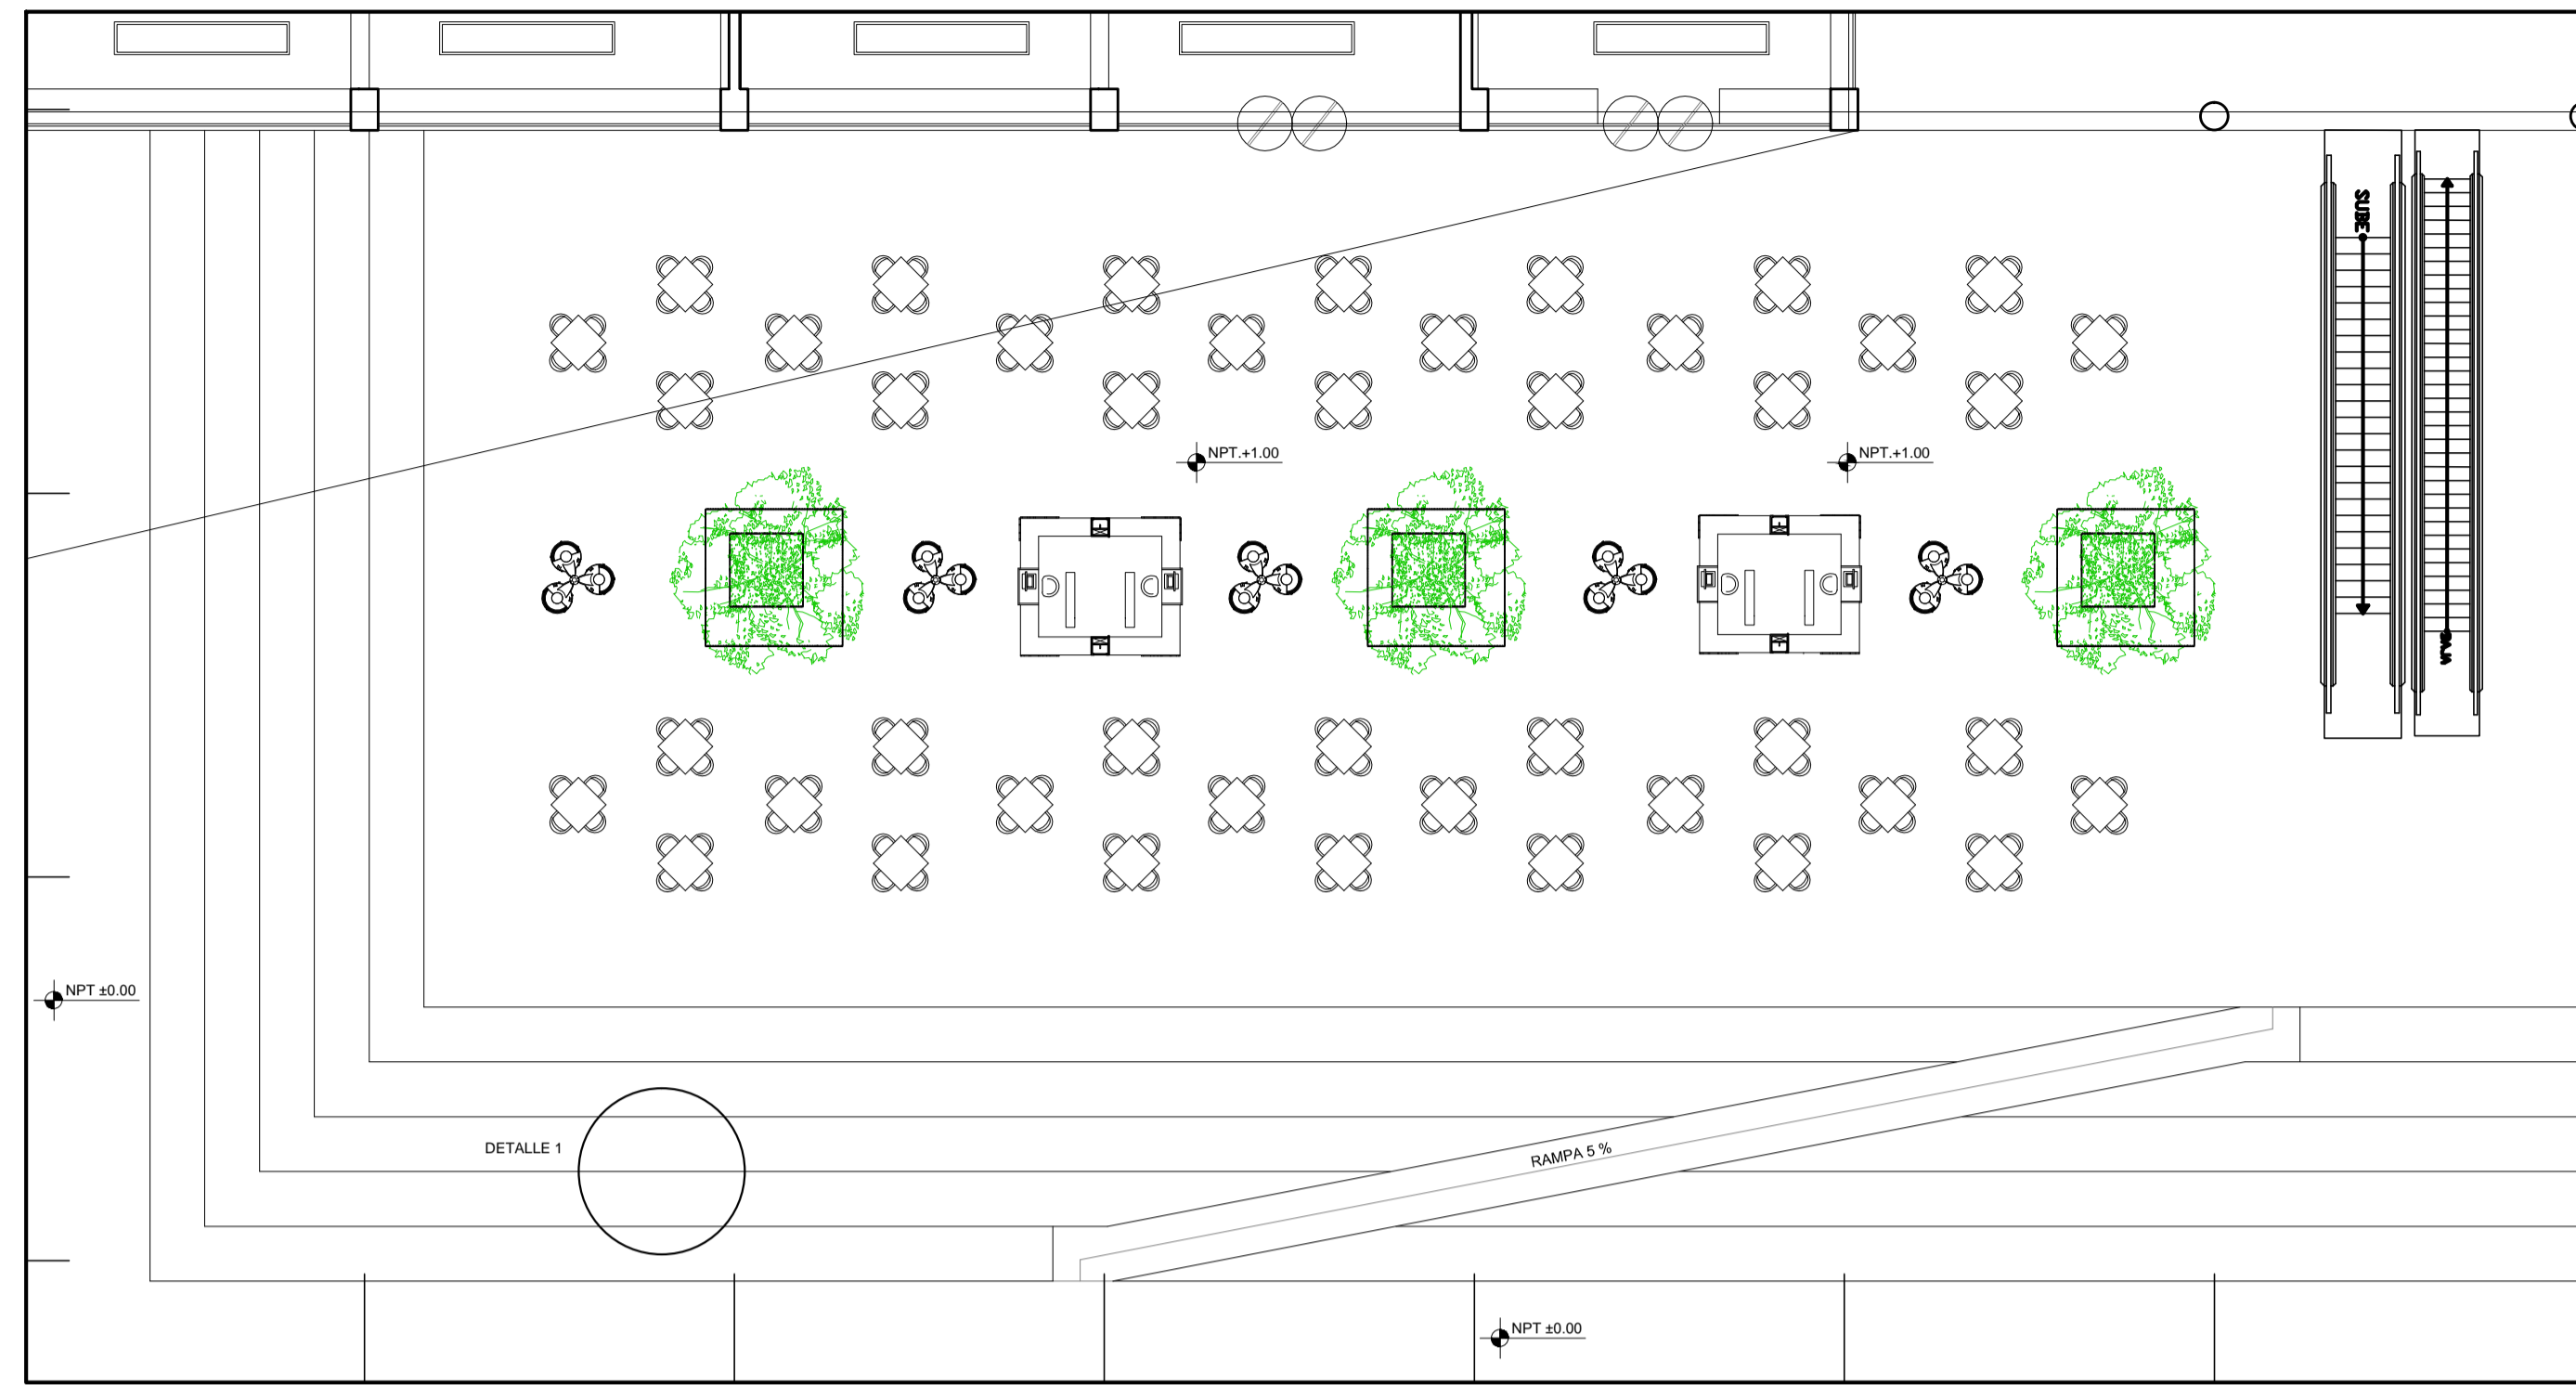 SUBE
NPT.+1.00
NPT.+1.00
BAJA
NPT ±0.00
DETALLE 1
RAMPA 5 %
NPT ±0.00